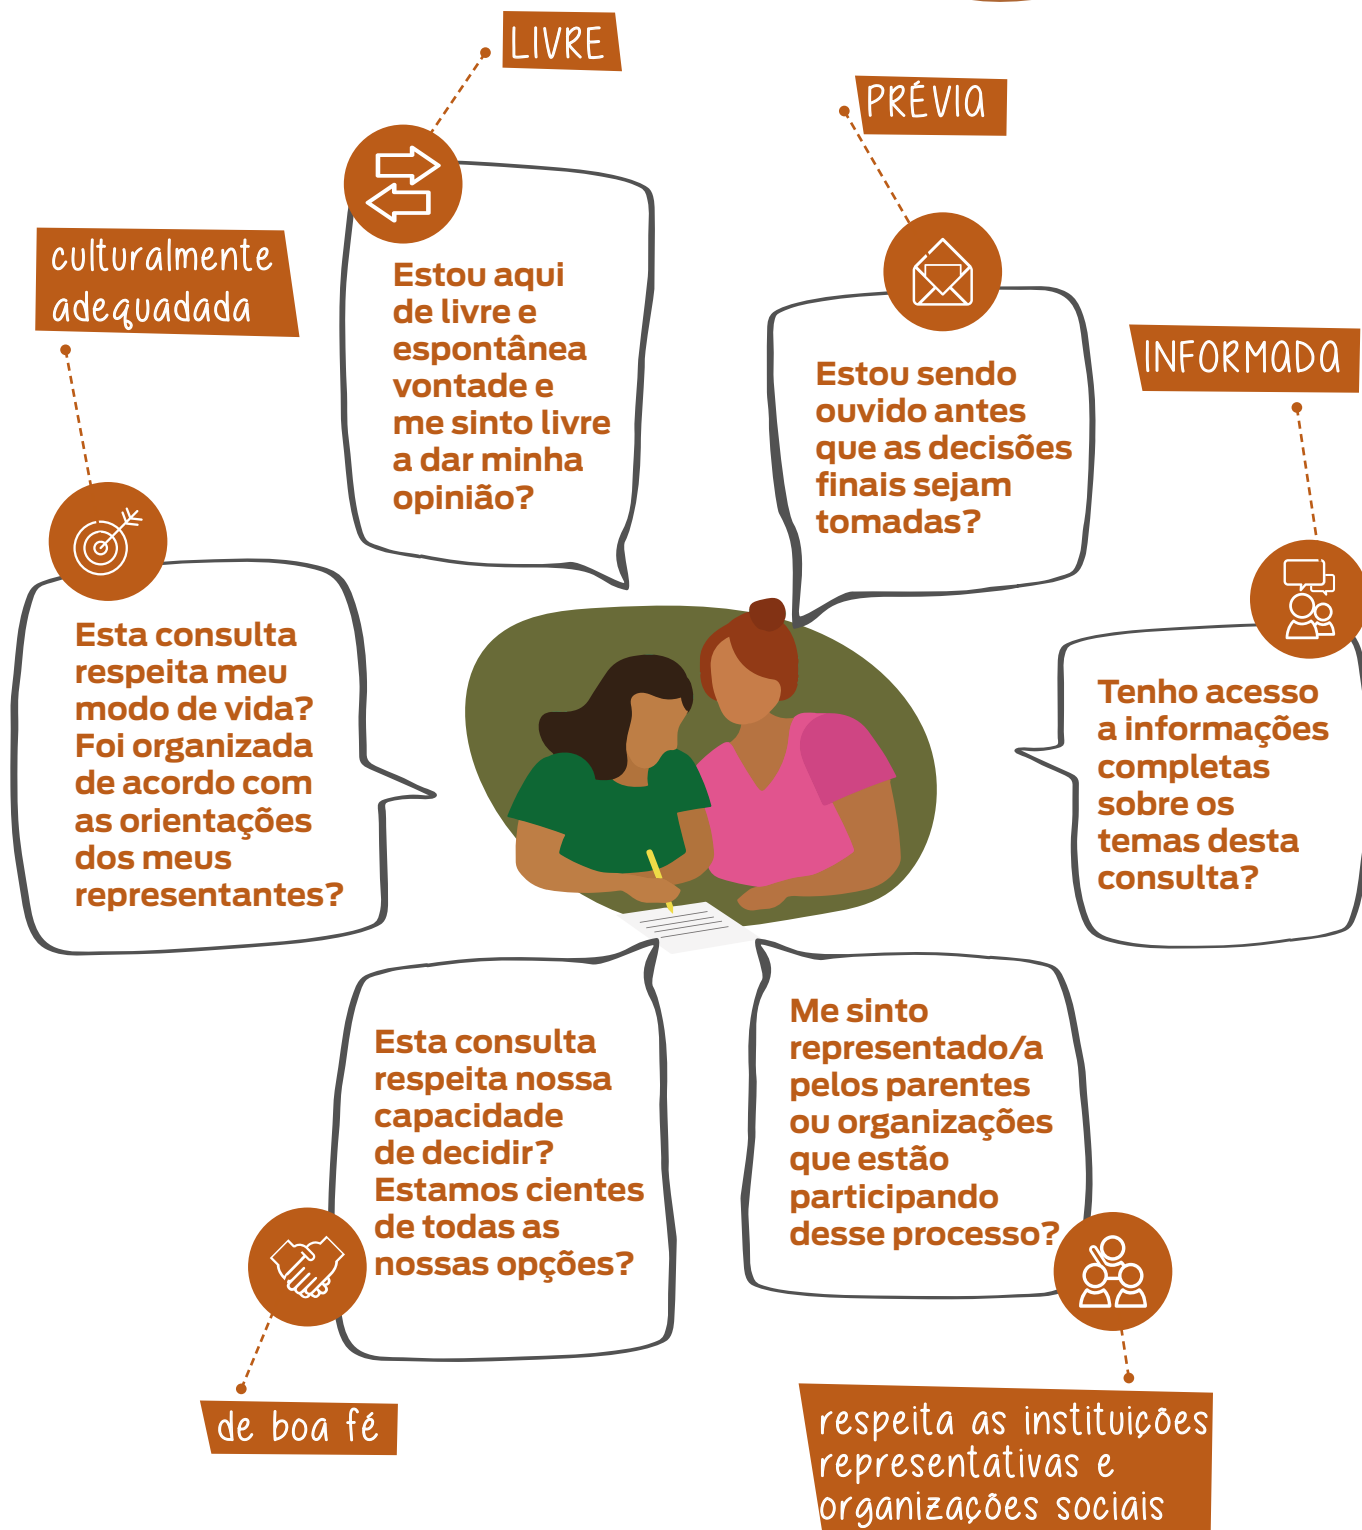 LIVRE
Estou aqui
de livre e
espontânea
vontade e
me sinto livre
a dar minha
opinião?
PRÉVIA
Estou sendo
ouvido antes
que as decisões
finais sejam
tomadas?
culturalmente
adequadada
Esta consulta
respeita meu
modo de vida?
Foi organizada
de acordo com
as orientações
dos meus
representantes?
INFORMADA
Tenho acesso
a informações
completas
sobre os
temas desta
consulta?
Esta consulta
respeita nossa
capacidade
de decidir?
Estamos cientes
de todas as
nossas opções?
de boa fé
Me sinto
representado/a
pelos parentes
ou organizações
que estão
participando
desse processo?
respeita as instituições
representativas e
organizações sociais